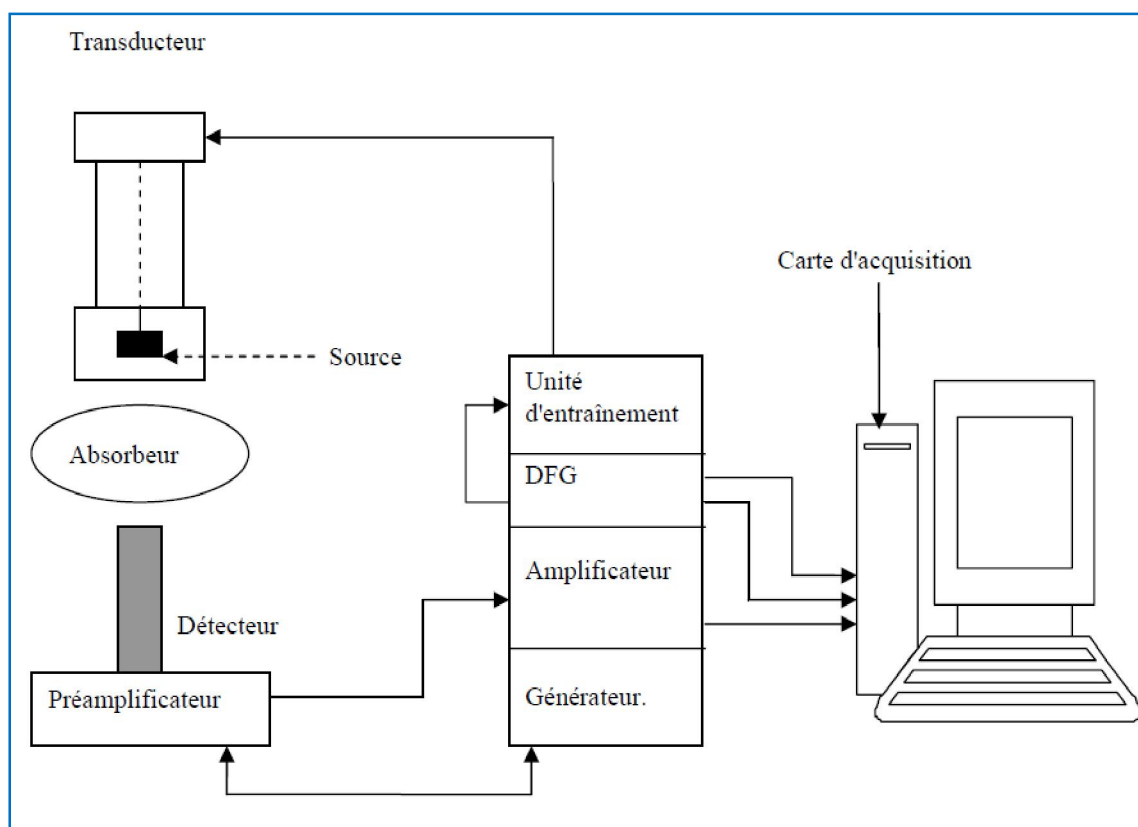 Transducteur
Carte d'acquisition
Source
Unité
d'entraînement
Absorbeur
DFG
Amplificateur
Détecteur
Préamplificateur
Générateur.